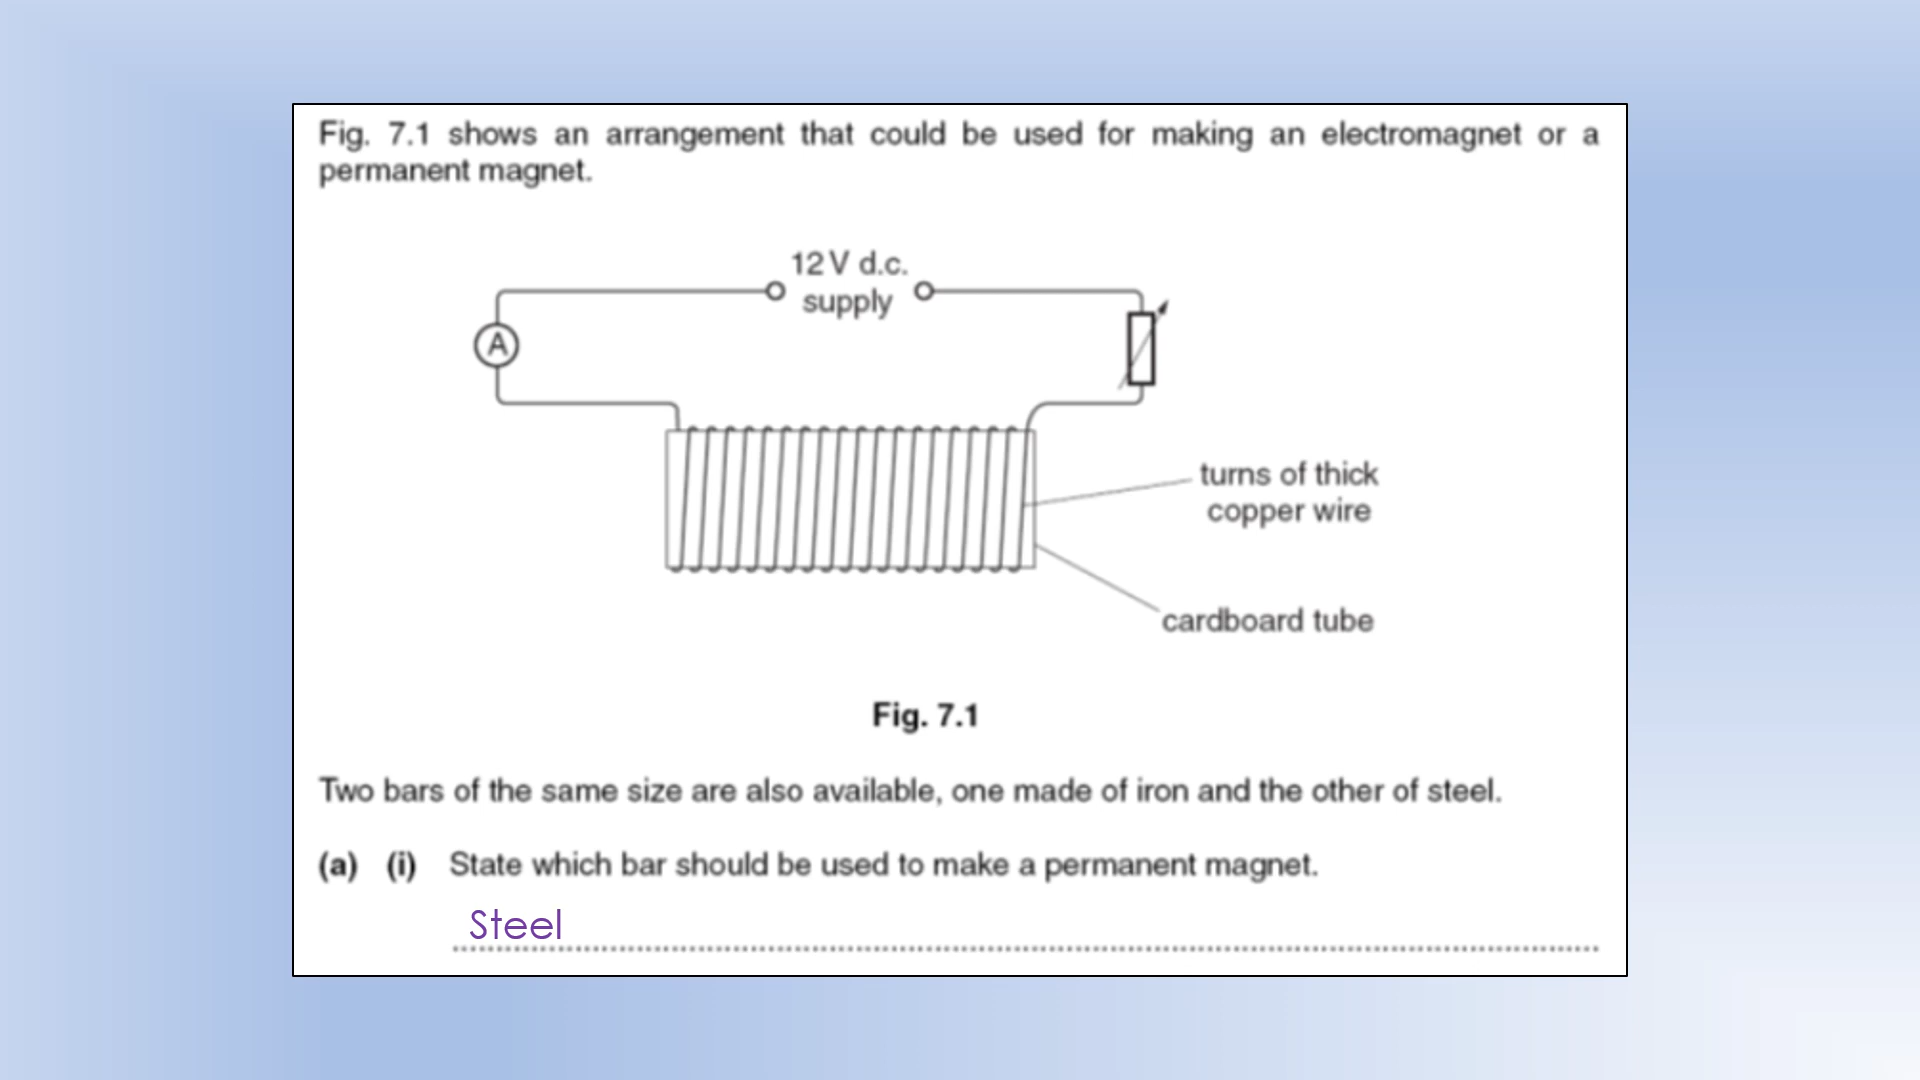 Fig. 7.1 shows an arrangement that could be used for making an electromagnet or a
permanent magnet.
12 V d.c.
supply
A
turns of thick
copper wire
cardboard tube
Fig. 7.1
Two bars of the same size are also available, one made of iron and the other of steel.
(a) (i) State which bar should be used to make a permanent magnet.
Steel